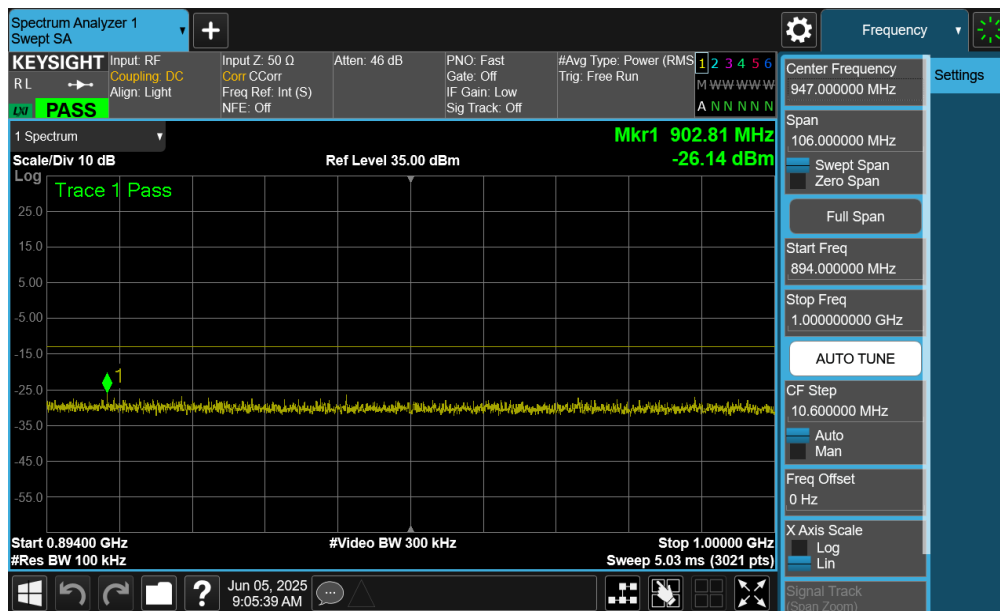 Spectrum Analyzer 1
Swept SA
Frequency
Settings
KEYSIGHT
R L
LXI
PASS
Input: RF
Coupling: DC
Align: Light
Input Z: 50 Ω
Corr CCorr
Freq Ref: Int (S)
NFE: Off
Atten: 46 dB
PNO: Fast
Gate: Off
IF Gain: Low
Sig Track: Off
#Avg Type: Power (RMS
Trig: Free Run
1 2 3 4 5 6
M W W W W W
A N N N N N
1 Spectrum
Scale/Div 10 dB
Ref Level 35.00 dBm
Mkr1 902.81 MHz
-26.14 dBm
Log
Trace 1 Pass
25.0
15.0
5.00
-5.00
-15.0
-25.0
-35.0
-45.0
-55.0
1
Start 0.89400 GHz
#Video BW 300 kHz
Stop 1.00000 GHz
#Res BW 100 kHz
Sweep 5.03 ms (3021 pts)
Center Frequency
947.000000 MHz
Span
106.000000 MHz
Swept Span
Zero Span
Full Span
Start Freq
894.000000 MHz
Stop Freq
1.000000000 GHz
AUTO TUNE
CF Step
10.600000 MHz
Auto
Man
Freq Offset
0 Hz
X Axis Scale
Log
Lin
Signal Track
(Span Zoom)
Jun 05, 2025
9:05:39 AM